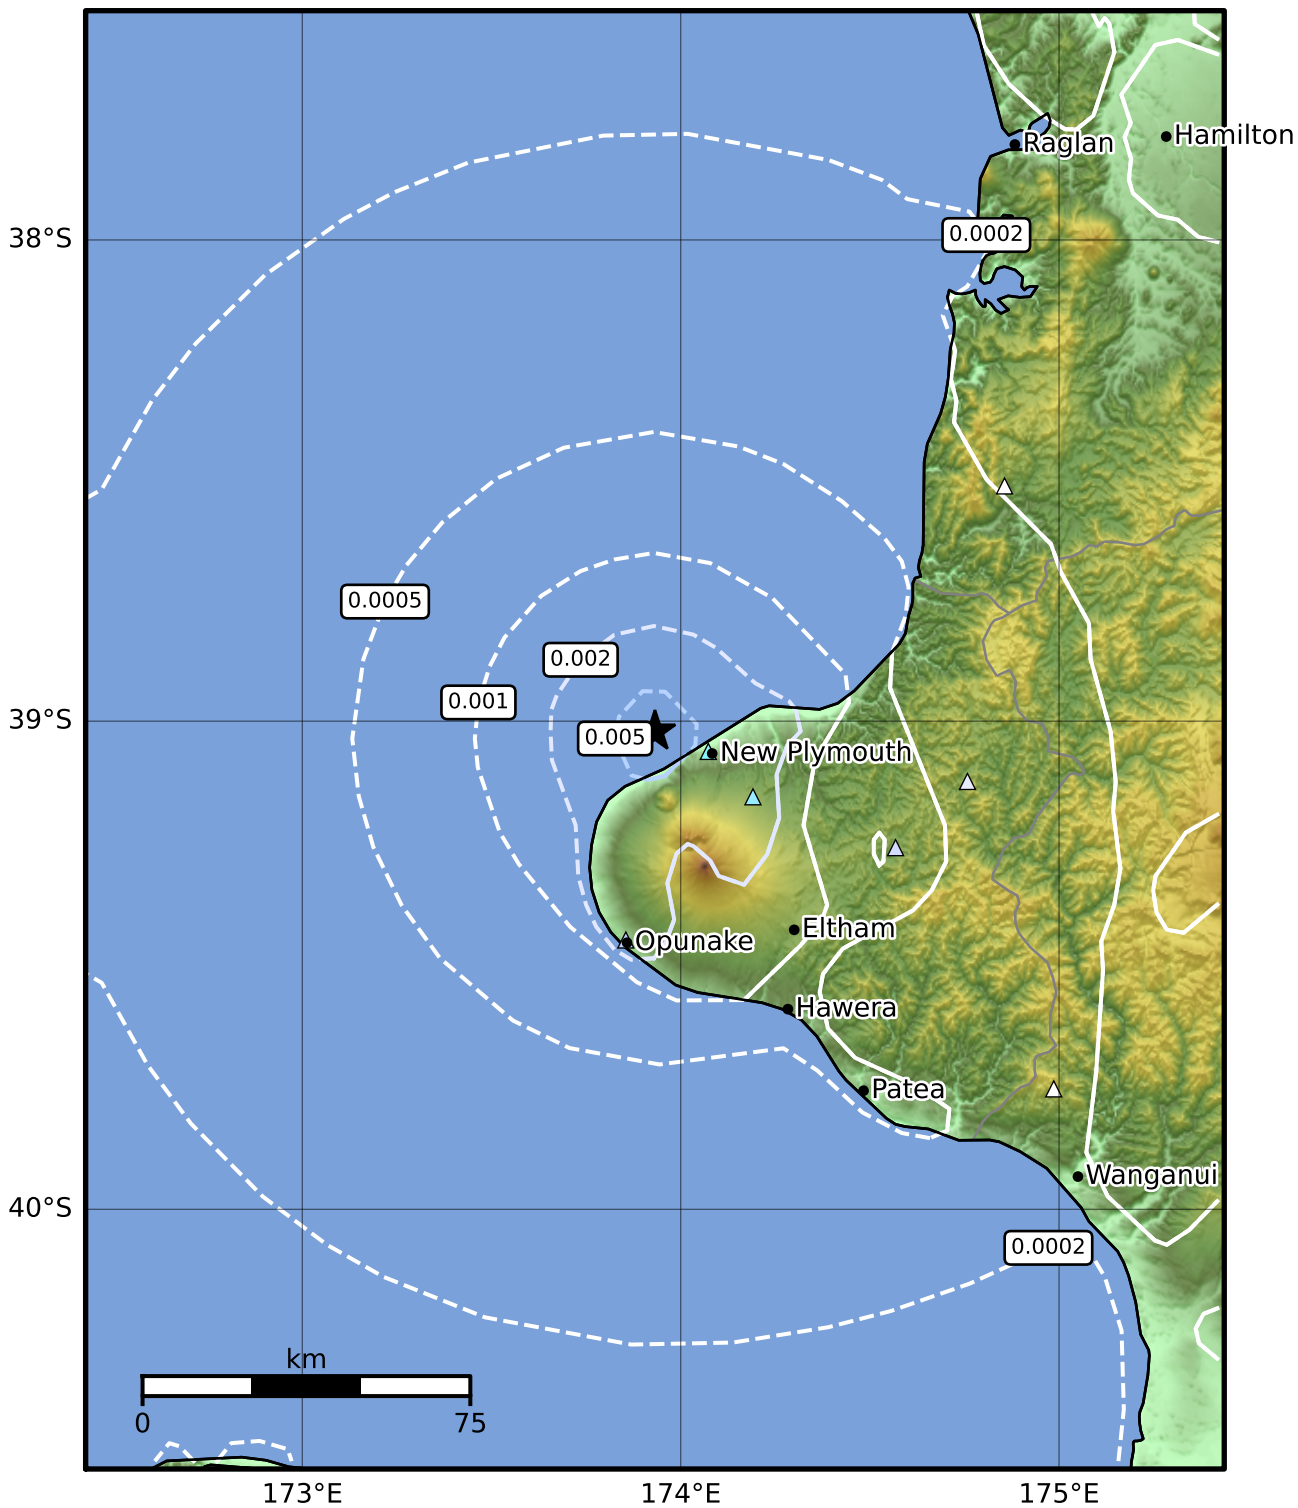 Raglan
Hamilton
38°S
0.0002
0.0005
0.002
0.001
39°S
0.005
New Plymouth
Eltham
Opunake
Hawera
Patea
Wanganui
40°S
0.0002
km
0
75
173°E
174°E
175°E